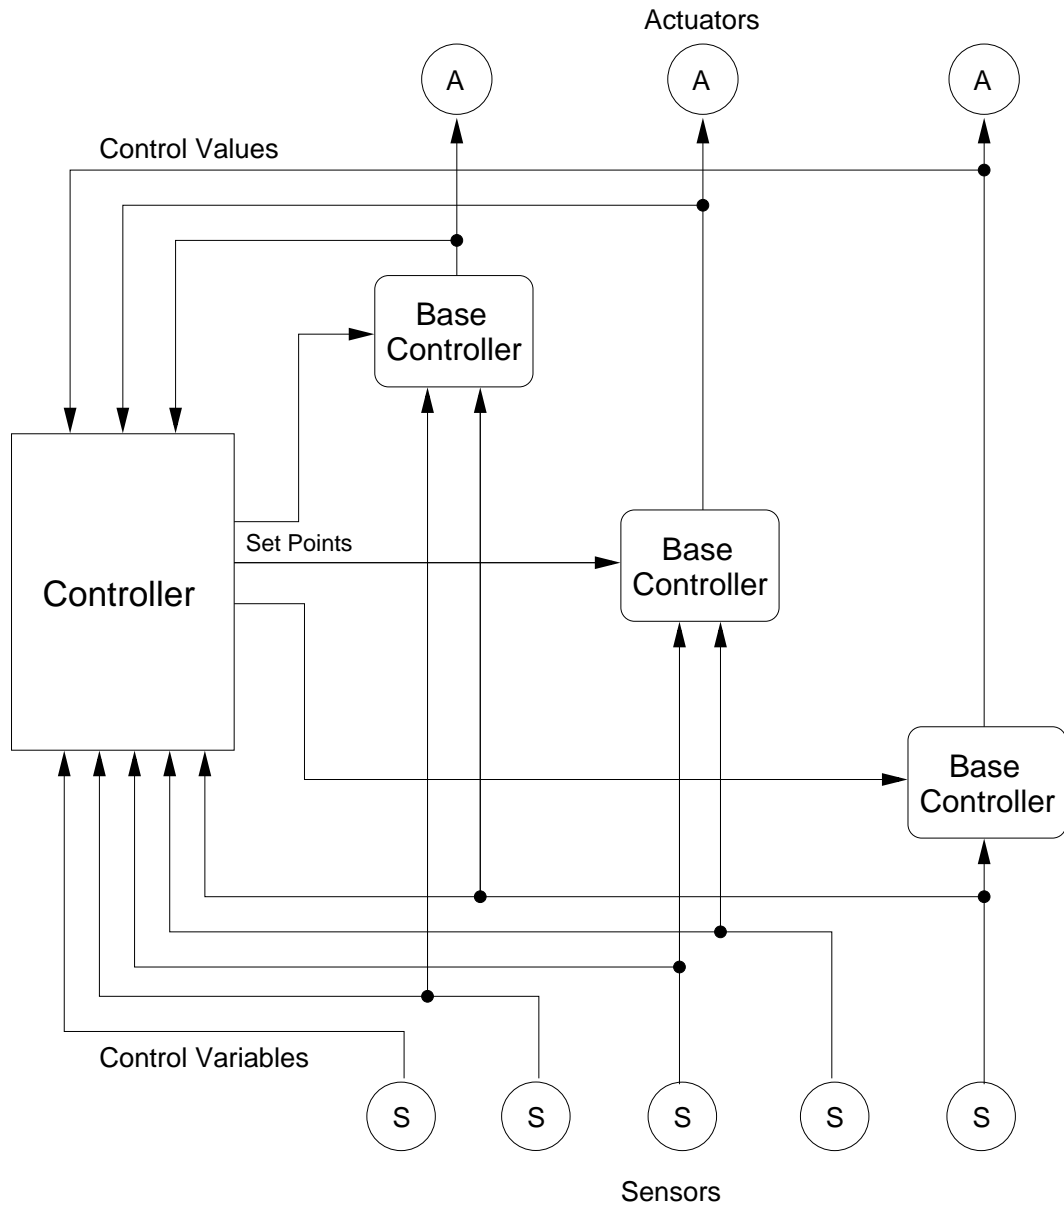 Actuators
A
A
A
Control Values
Base
Controller
Set Points
Base
Controller
Controller
Base
Controller
Control Variables
S
S
S
S
S
Sensors